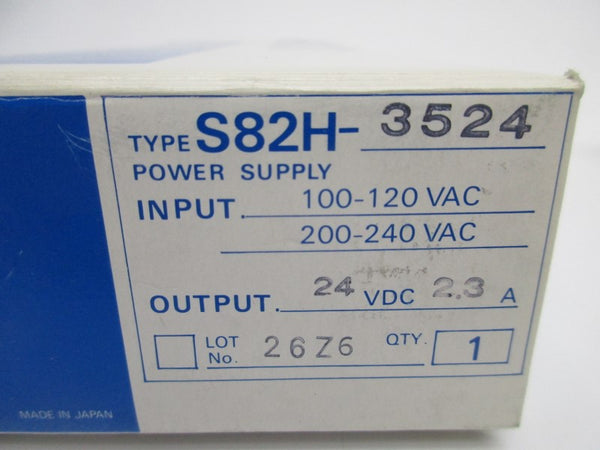 TYPE S82H-3524
POWER SUPPLY
INPUT 100-120 VAC
200-240 VAC
OUTPUT. 24 VDC 2.3 A
LOT No. 26Z6 QTY. 1
MADE IN JAPAN